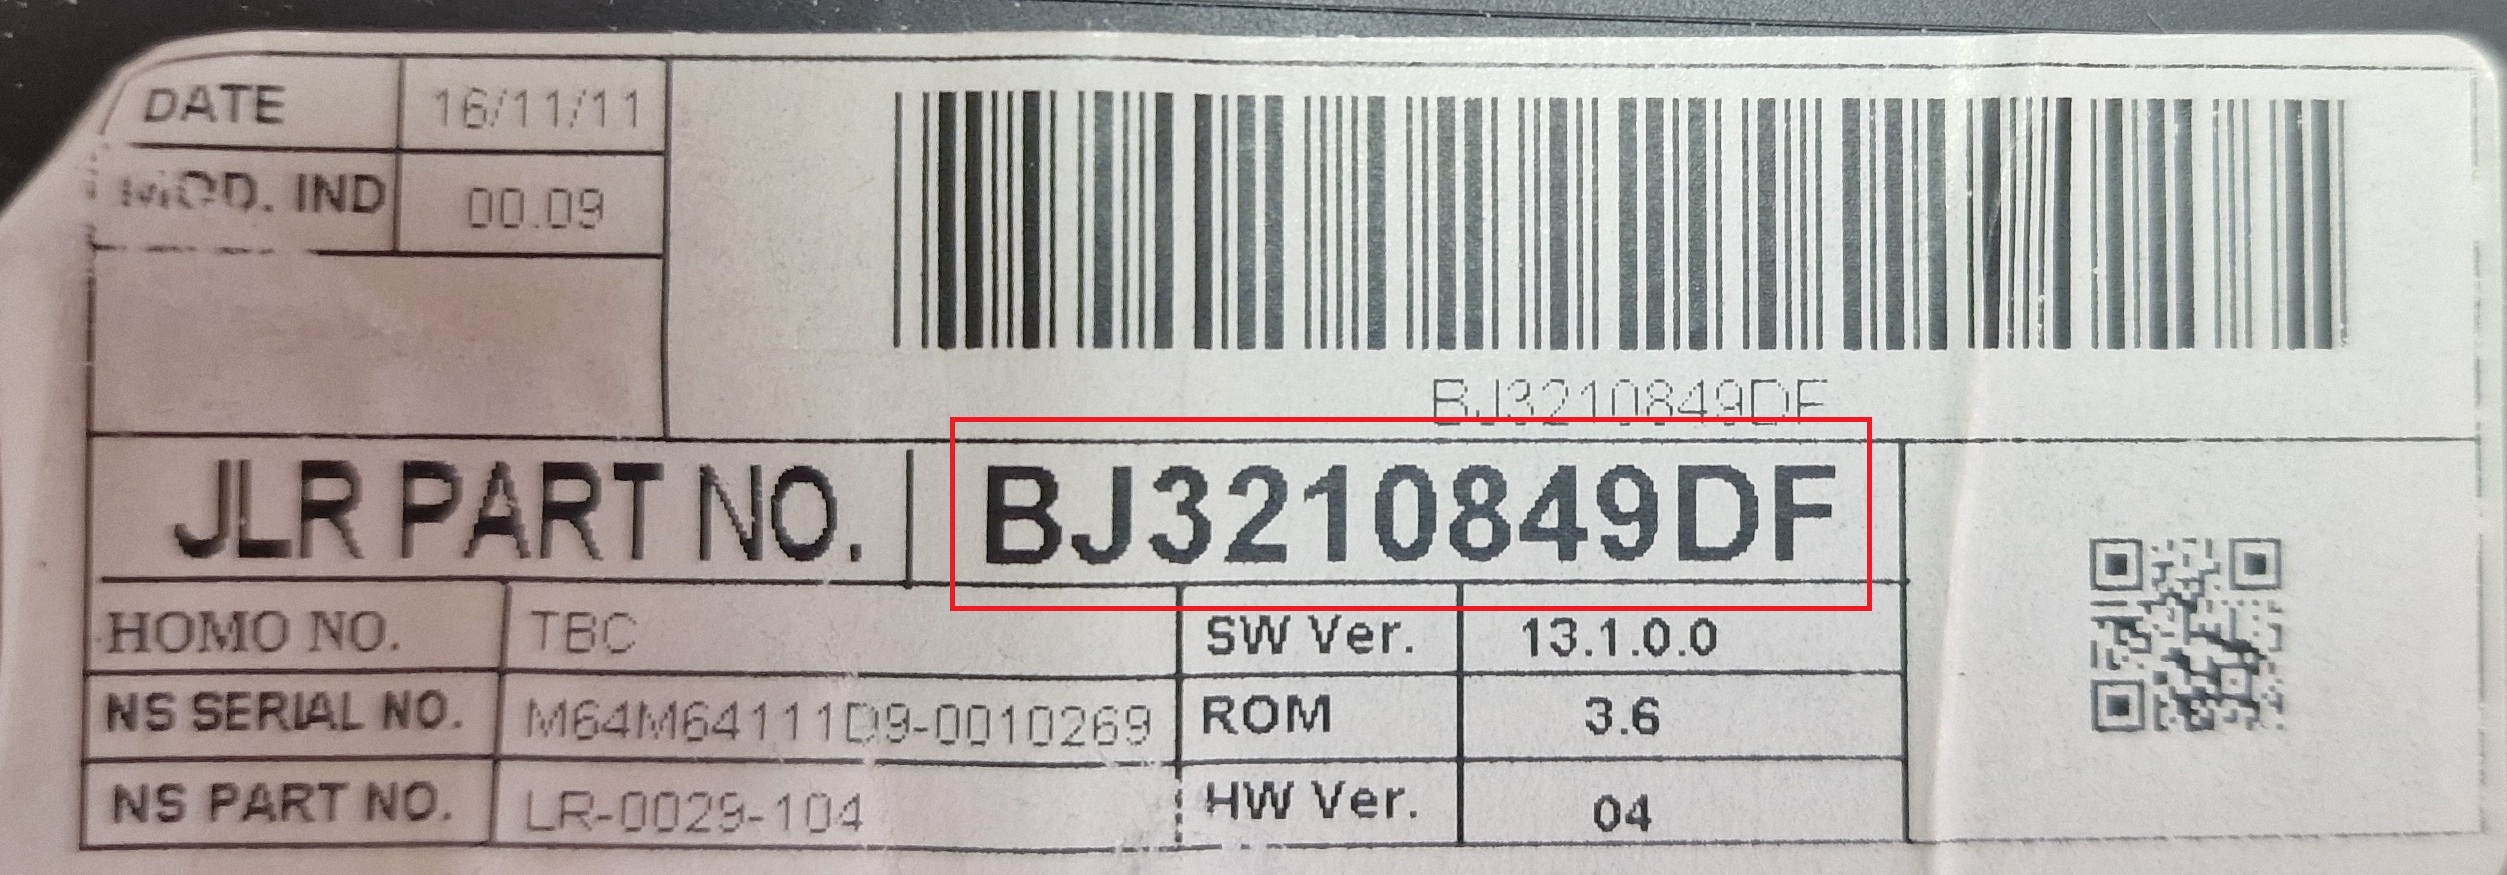 DATE 16/11/11
MOD. IND 00.09
BJ3210849DF
JLR PART NO. BJ3210849DF
HOMO NO. TBC SW Ver. 13.1.0.0
NS SERIAL NO. M64M64111D9-0010269 ROM 3.6
NS PART NO. LR-0029-104 HW Ver. 04